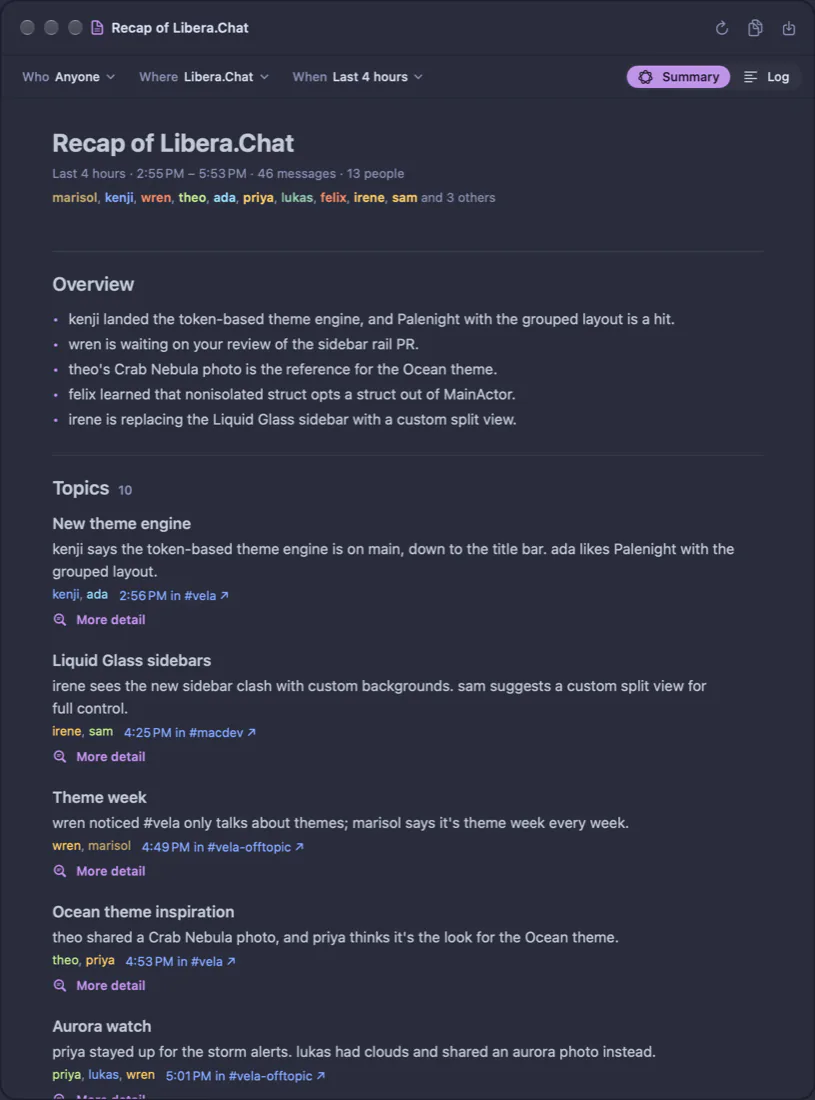 Recap of Libera.Chat
Who Anyone Where Libera.Chat When Last 4 hours Summary Log
Recap of Libera.Chat
Last 4 hours · 2:55 PM – 5:53 PM · 46 messages · 13 people
marisol, kenji, wren, theo, ada, priya, lukas, felix, irene, sam and 3 others
Overview
• kenji landed the token-based theme engine, and Palenight with the grouped layout is a hit.
• wren is waiting on your review of the sidebar rail PR.
• theo's Crab Nebula photo is the reference for the Ocean theme.
• felix learned that nonisolated struct opts a struct out of MainActor.
• irene is replacing the Liquid Glass sidebar with a custom split view.
Topics 10
New theme engine
kenji says the token-based theme engine is on main, down to the title bar. ada likes Palenight with the
grouped layout.
kenji, ada 2:56 PM in #vela ↗
More detail
Liquid Glass sidebars
irene sees the new sidebar clash with custom backgrounds. sam suggests a custom split view for
full control.
irene, sam 4:25 PM in #macdev ↗
More detail
Theme week
wren noticed #vela only talks about themes; marisol says it's theme week every week.
wren, marisol 4:49 PM in #vela-offtopic ↗
More detail
Ocean theme inspiration
theo shared a Crab Nebula photo, and priya thinks it's the look for the Ocean theme.
theo, priya 4:53 PM in #vela ↗
More detail
Aurora watch
priya stayed up for the storm alerts. lukas had clouds and shared an aurora photo instead.
priya, lukas, wren 5:01 PM in #vela-offtopic ↗
More detail